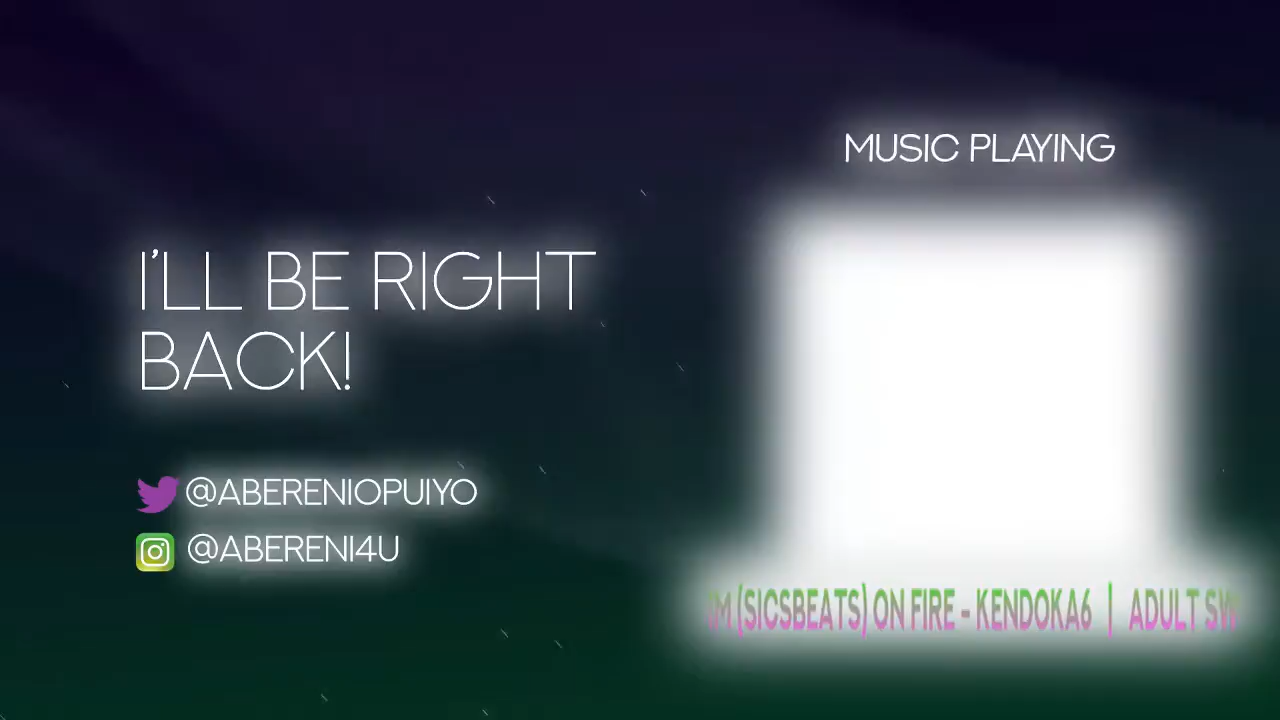 MUSIC PLAYING
I'LL BE RIGHT
BACK!
@ABERENIOPUIYO
@ABERENI4U
(SICSBEATS) ON FIRE - KENDOKA6 | ADULT